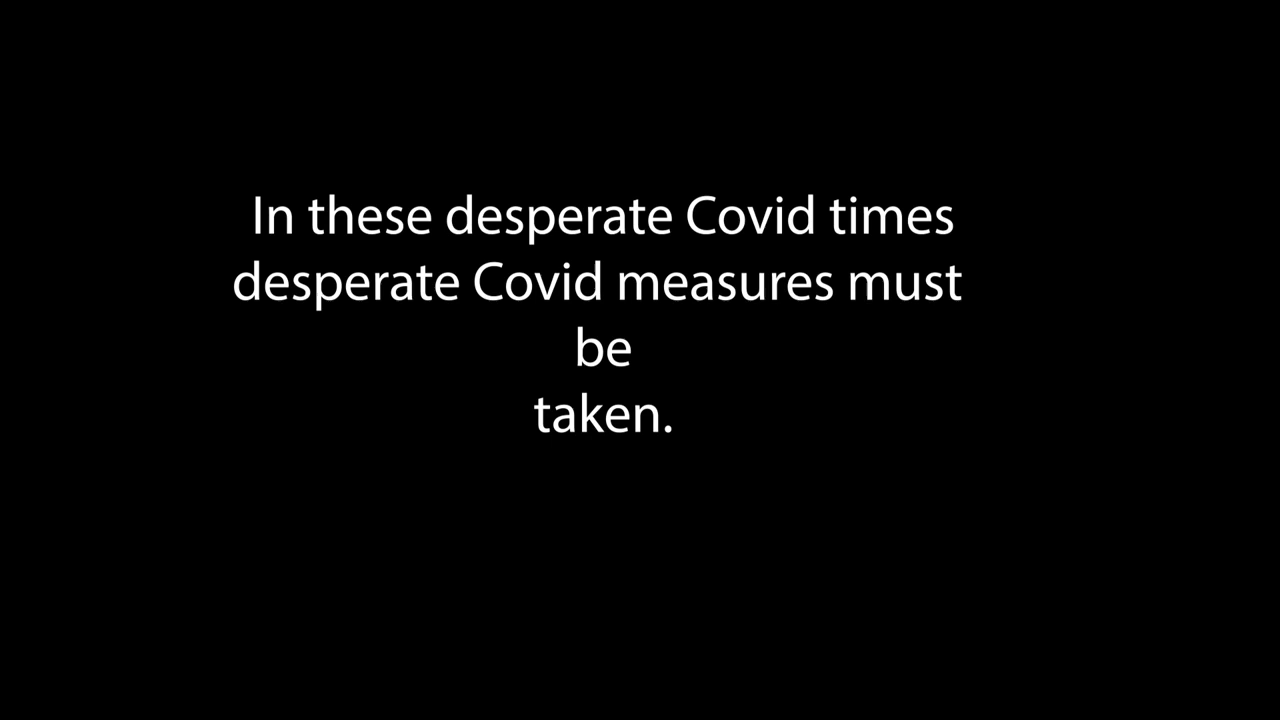 In these desperate Covid times
desperate Covid measures must
be
taken.